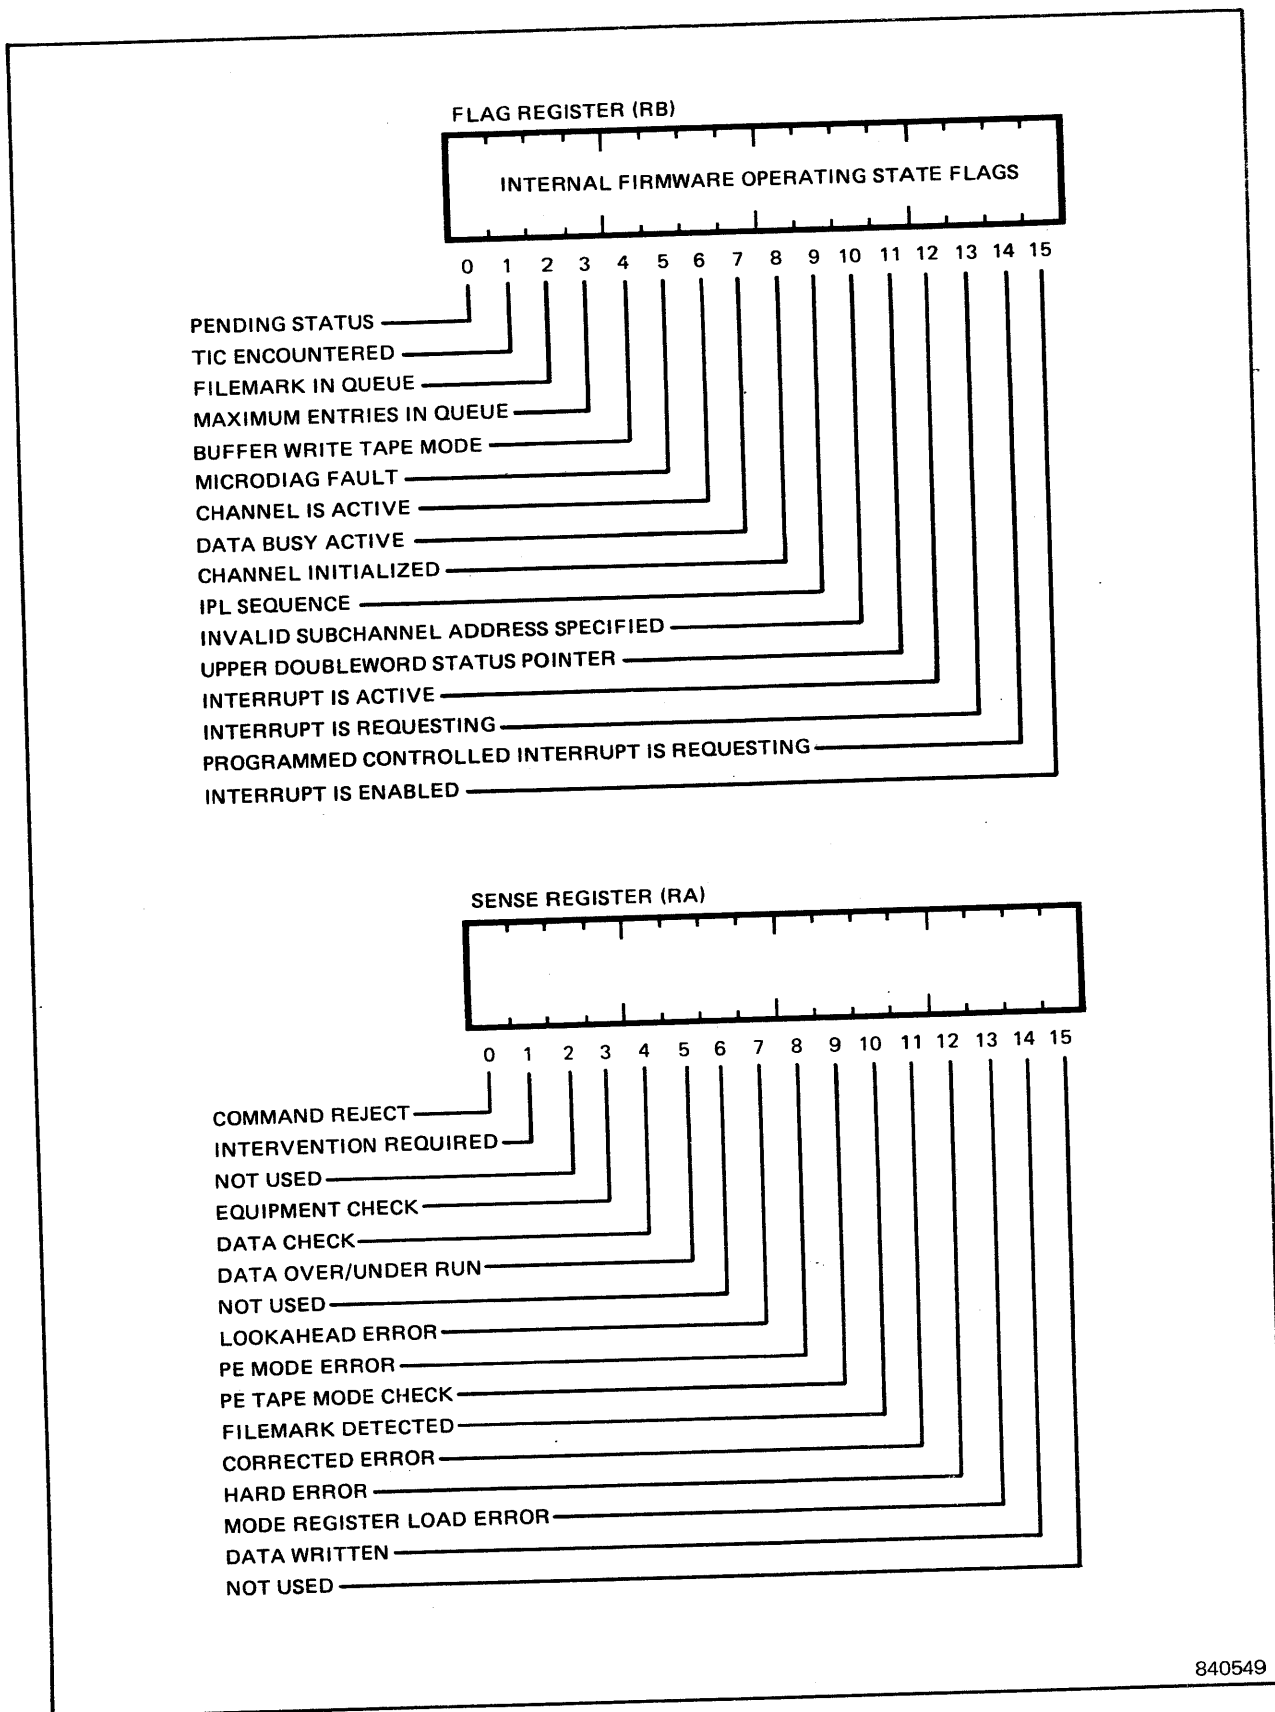 FLAG REGISTER (RB)
INTERNAL FIRMWARE OPERATING STATE FLAGS
0 1 2 3 4 5 6 7 8 9 10 11 12 13 14 15
PENDING STATUS
TIC ENCOUNTERED
FILEMARK IN QUEUE
MAXIMUM ENTRIES IN QUEUE
BUFFER WRITE TAPE MODE
MICRODIAG FAULT
CHANNEL IS ACTIVE
DATA BUSY ACTIVE
CHANNEL INITIALIZED
IPL SEQUENCE
INVALID SUBCHANNEL ADDRESS SPECIFIED
UPPER DOUBLEWORD STATUS POINTER
INTERRUPT IS ACTIVE
INTERRUPT IS REQUESTING
PROGRAMMED CONTROLLED INTERRUPT IS REQUESTING
INTERRUPT IS ENABLED
SENSE REGISTER (RA)
0 1 2 3 4 5 6 7 8 9 10 11 12 13 14 15
COMMAND REJECT
INTERVENTION REQUIRED
NOT USED
EQUIPMENT CHECK
DATA CHECK
DATA OVER/UNDER RUN
NOT USED
LOOKAHEAD ERROR
PE MODE ERROR
PE TAPE MODE CHECK
FILEMARK DETECTED
CORRECTED ERROR
HARD ERROR
MODE REGISTER LOAD ERROR
DATA WRITTEN
NOT USED
840549